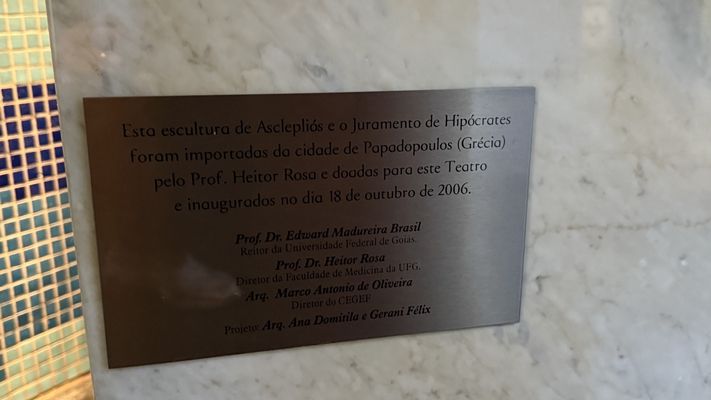 Esta escultura de Asclepliós e o Juramento de Hipócrates
foram importadas da cidade de Papadopoulos (Grécia)
pelo Prof. Heitor Rosa e doadas para este Teatro
e inauguradas no dia 18 de outubro de 2006.
Prof. Dr. Edward Madureira Brasil
Reitor da Universidade Federal de Goiás.
Prof. Dr. Heitor Rosa
Diretor da Faculdade de Medicina da UFG.
Arq. Marco Antonio de Oliveira
Diretor do CEGEF
Projeto: Arq. Ana Domitila e Gerani Félix